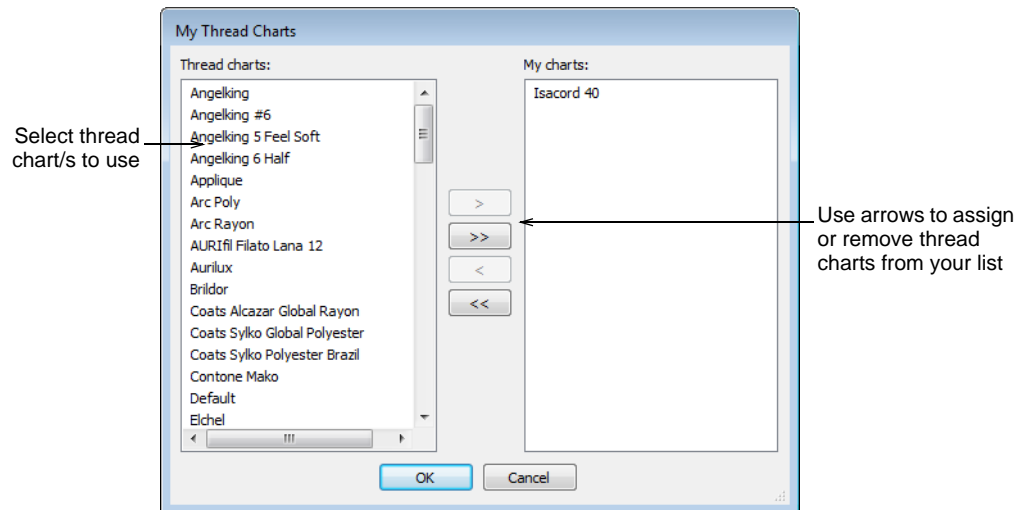 My Thread Charts
Thread charts:
My charts:
Angelking
Angelking #6
Angelking 5 Feel Soft
Angelking 6 Half
Applique
Arc Poly
Arc Rayon
AURIfil Filato Lana 12
Aurilux
Brildor
Coats Alcazar Global Rayon
Coats Sylko Global Polyester
Coats Sylko Polyester Brazil
Contone Mako
Default
Elchel
Isacord 40
>
>>
<
<<
OK
Cancel
Select thread
chart/s to use
Use arrows to assign
or remove thread
charts from your list